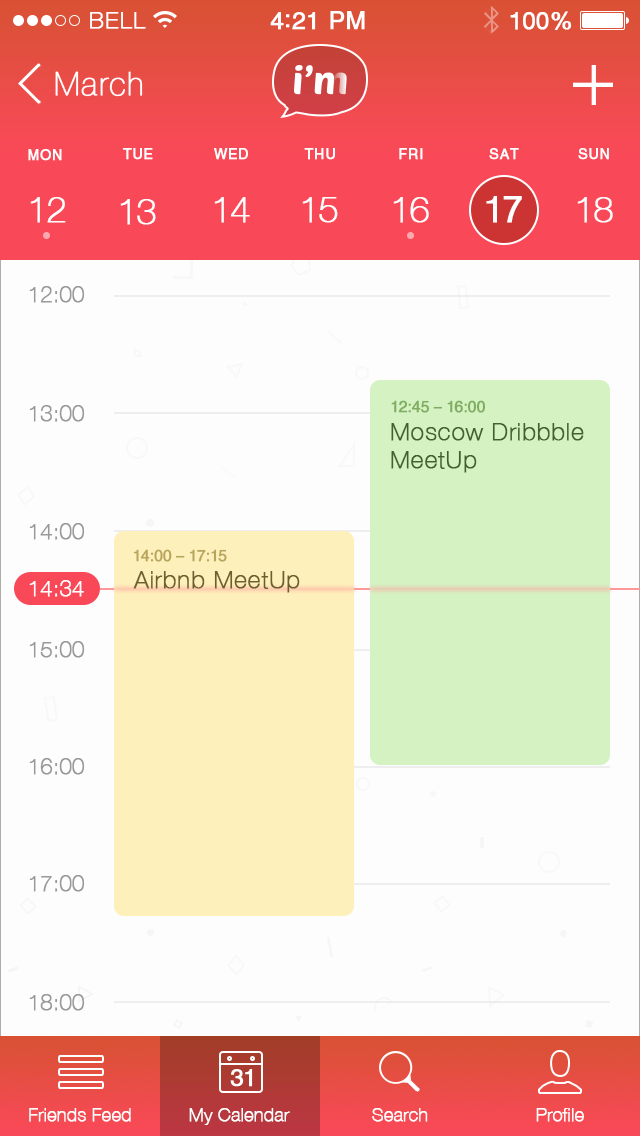 BELL 4:21 PM 100%
March i'm
MON TUE WED THU FRI SAT SUN
12 13 14 15 16 17 18
12:00
12:45 – 16:00
13:00
Moscow Dribbble
MeetUp
14:00
14:00 – 17:15
Airbnb MeetUp
14:34
15:00
16:00
17:00
18:00
31
Friends Feed My Calendar Search Profile